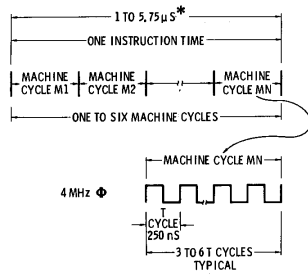 1 TO 5.75 μS*
ONE INSTRUCTION TIME
MACHINE CYCLE M1
MACHINE CYCLE M2
MACHINE CYCLE MN
ONE TO SIX MACHINE CYCLES
MACHINE CYCLE MN
4 MHz Φ
T
CYCLE
250 nS
3 TO 6 T CYCLES
TYPICAL